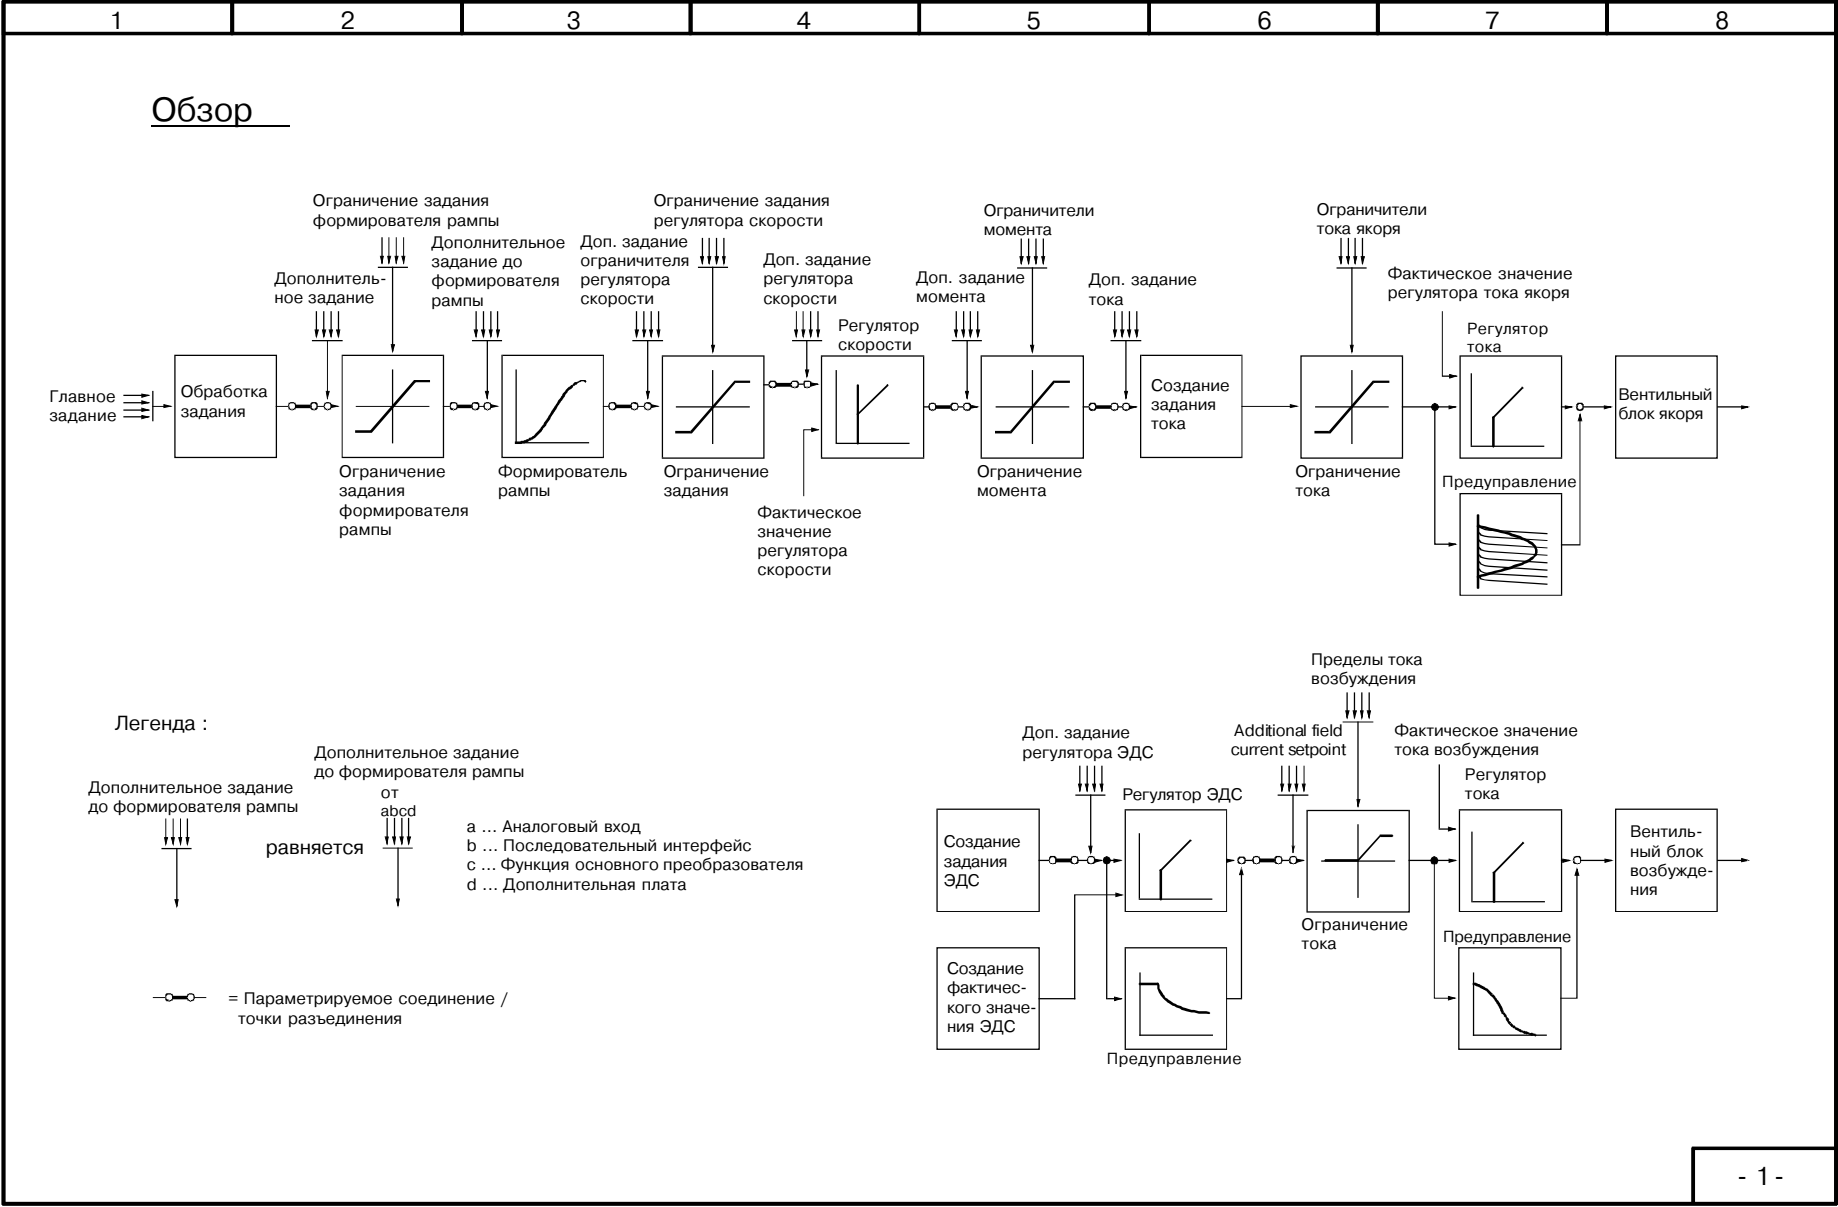 1
2
3
4
5
6
7
8
Обзор
Ограничение задания
формирователя рампы
Ограничение задания
регулятора скорости
Ограничители
момента
Ограничители
тока якоря
Дополнитель-
ное задание
Дополнительное
задание до
формирователя
рампы
Доп. задание
ограничителя
регулятора
скорости
Доп. задание
регулятора
скорости
Регулятор
скорости
Доп. задание
момента
Доп. задание
тока
Фактическое значение
регулятора тока якоря
Регулятор
тока
Главное
задание
Обработка
задания
Создание
задания
тока
Вентильный
блок якоря
Ограничение
задания
формирователя
рампы
Формирователь
рампы
Ограничение
задания
Фактическое
значение
регулятора
скорости
Ограничение
момента
Ограничение
тока
Предуправление
Легенда :
Дополнительное задание
до формирователя рампы
равняется
Дополнительное задание
до формирователя рампы
от
abcd
a ... Аналоговый вход
b ... Последовательный интерфейс
c ... Функция основного преобразователя
d ... Дополнительная плата
= Параметрируемое соединение /
точки разъединения
Пределы тока
возбуждения
Доп. задание
регулятора ЭДС
Additional field
current setpoint
Фактическое значение
тока возбуждения
Регулятор ЭДС
Регулятор
тока
Создание
задания
ЭДС
Вентиль-
ный блок
возбужде-
ния
Ограничение
тока
Предуправление
Создание
фактичес-
кого значе-
ния ЭДС
Предуправление
- 1 -